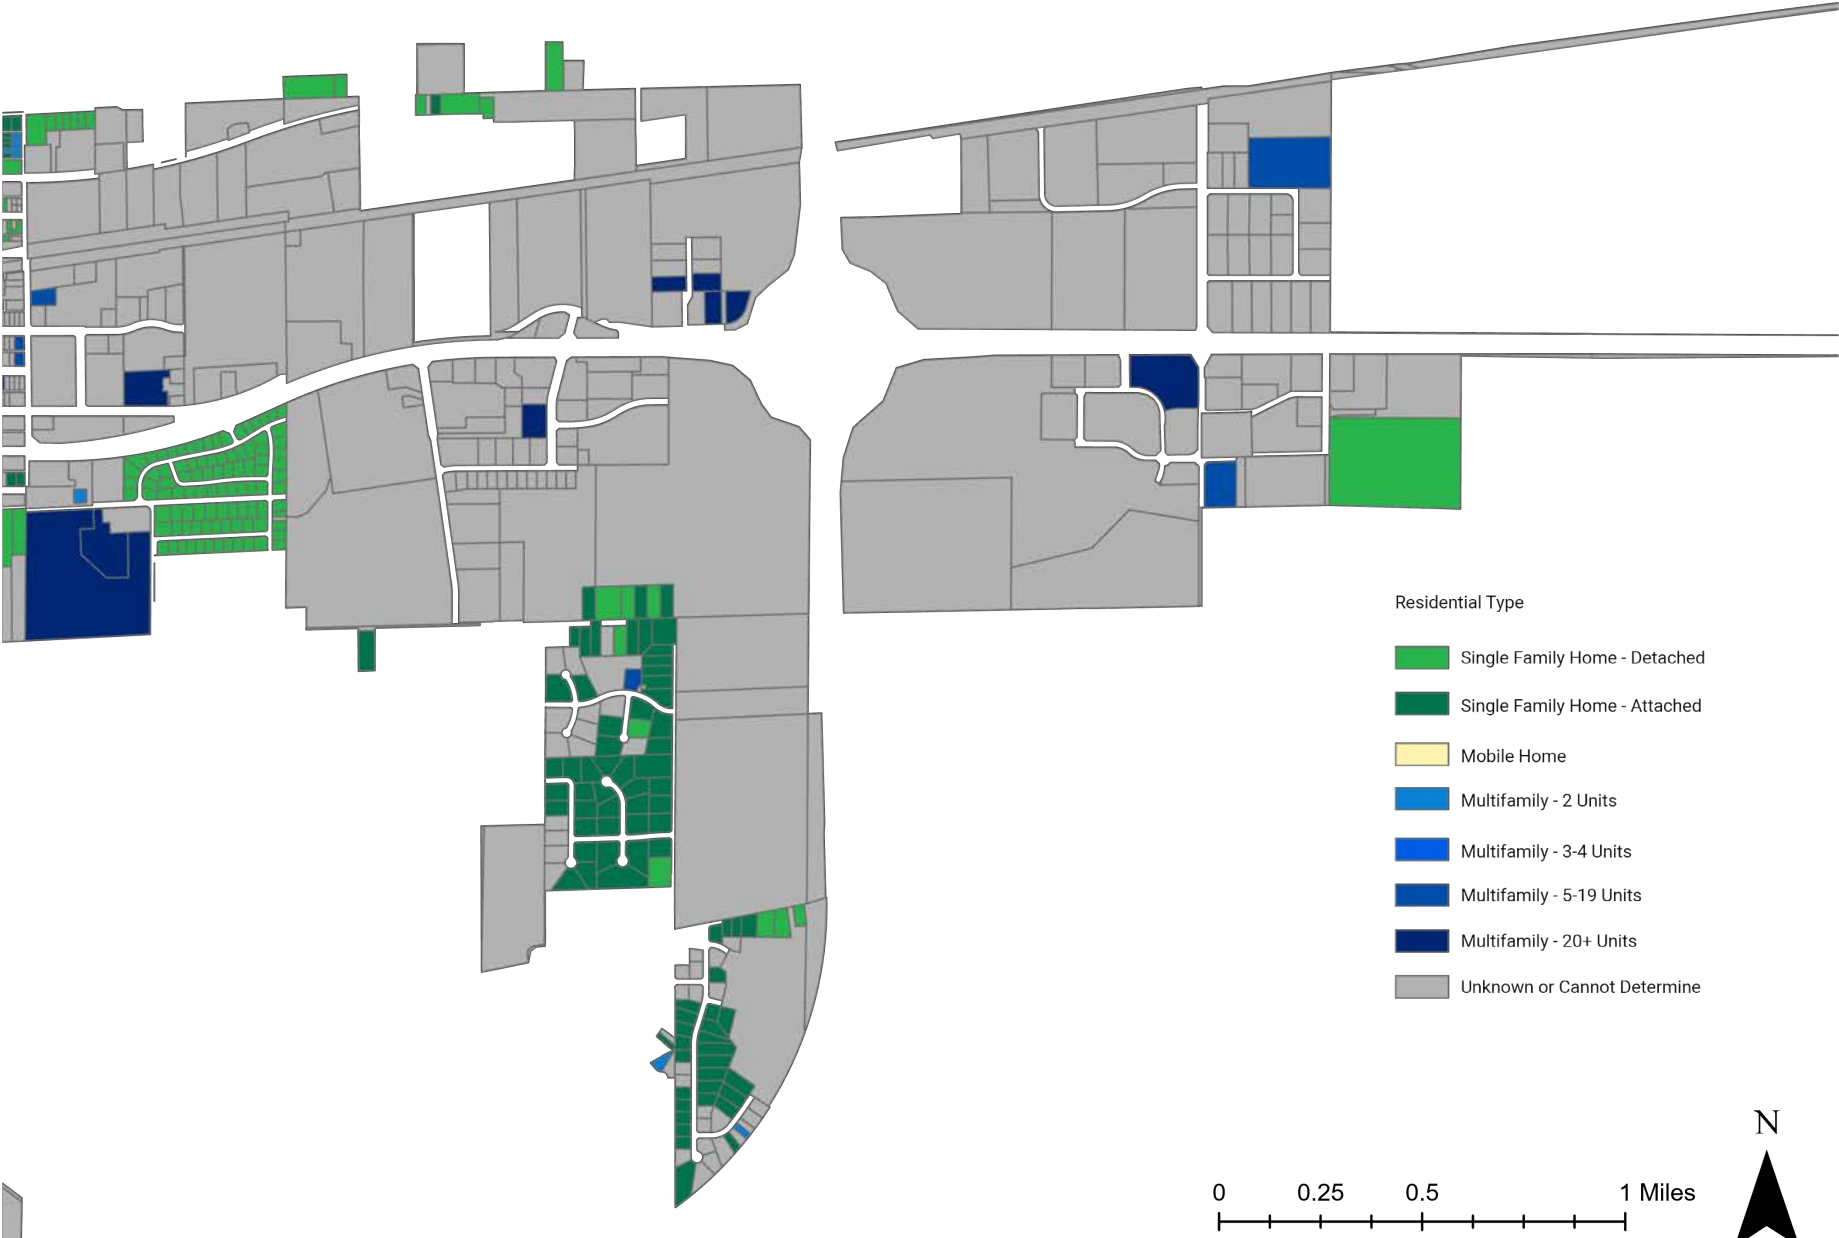 Residential Type
Single Family Home - Detached
Single Family Home - Attached
Mobile Home
Multifamily - 2 Units
Multifamily - 3-4 Units
Multifamily - 5-19 Units
Multifamily - 20+ Units
Unknown or Cannot Determine
N
0 0.25 0.5 1 Miles